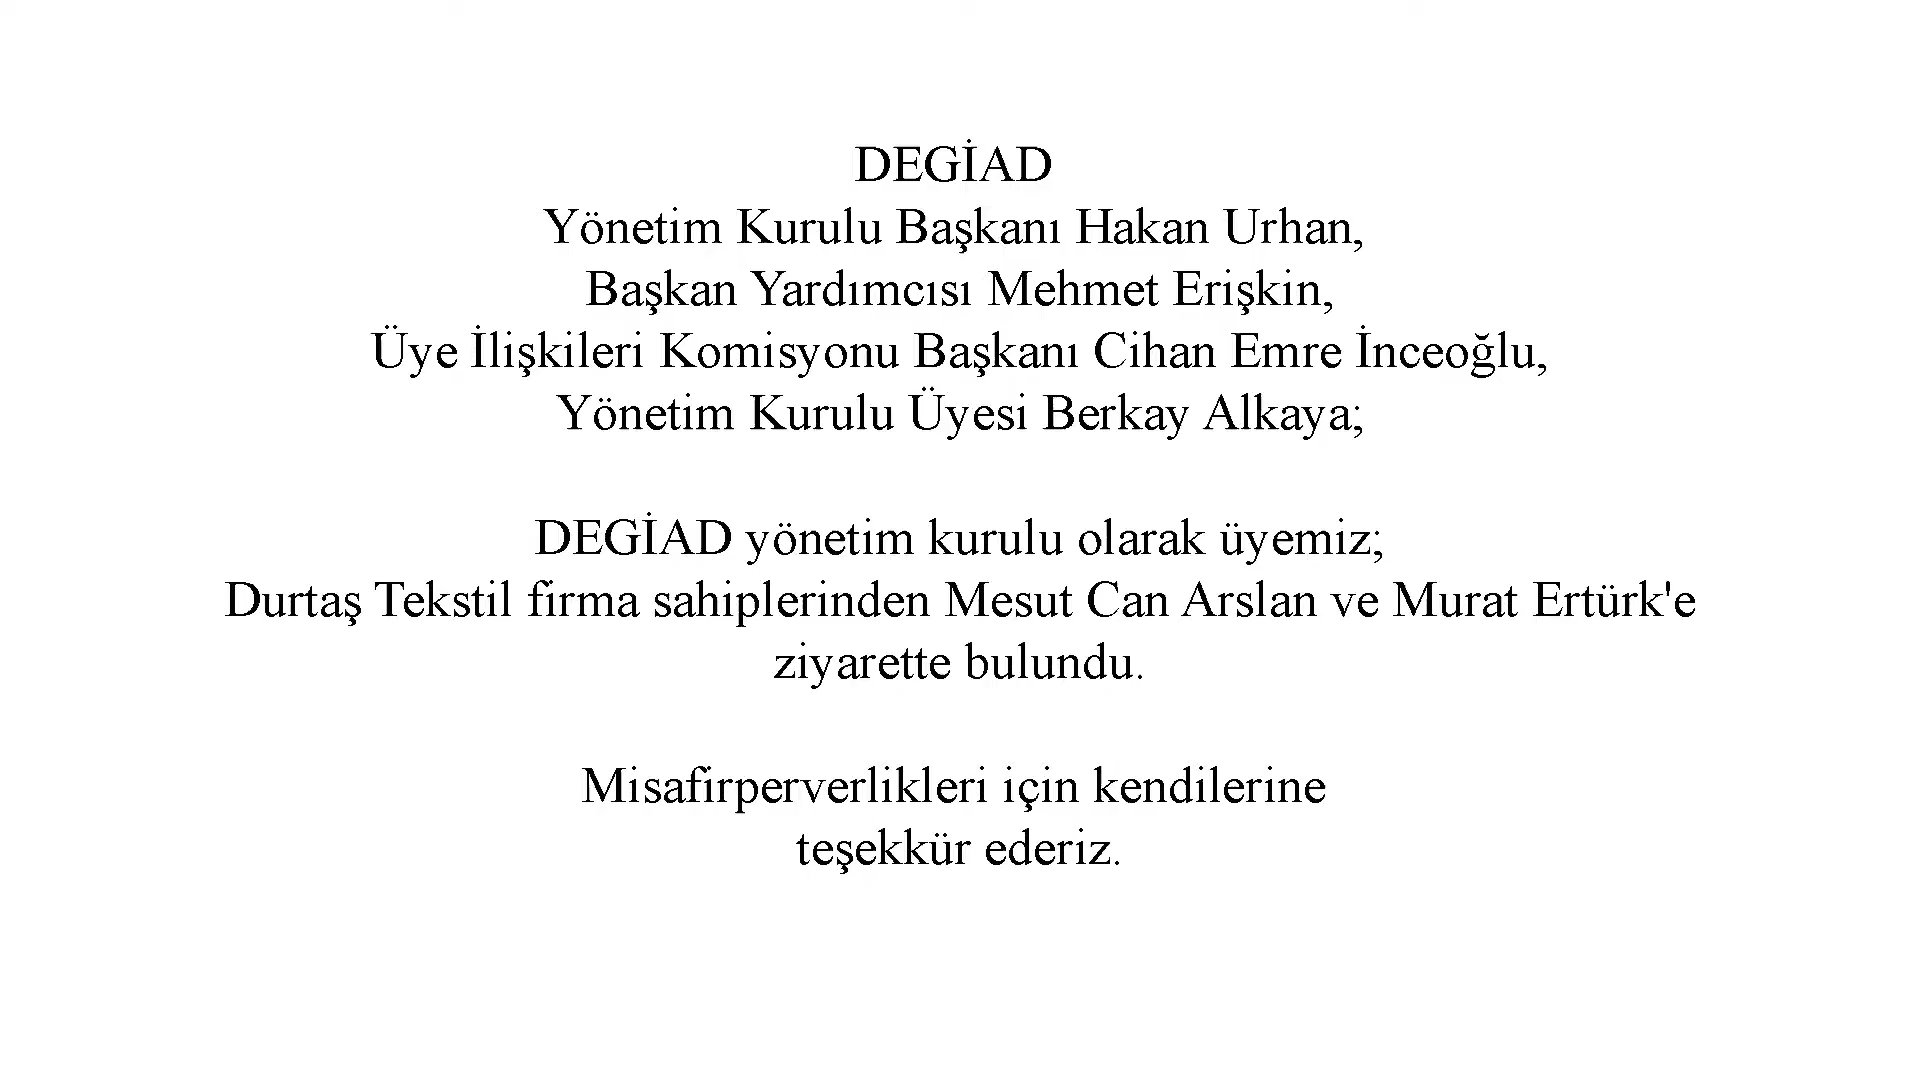 DEGİAD
Yönetim Kurulu Başkanı Hakan Urhan,
Başkan Yardımcısı Mehmet Erişkin,
Üye İlişkileri Komisyonu Başkanı Cihan Emre İnceoğlu,
Yönetim Kurulu Üyesi Berkay Alkaya;
DEGİAD yönetim kurulu olarak üyemiz;
Durtaş Tekstil firma sahiplerinden Mesut Can Arslan ve Murat Ertürk'e
ziyarette bulundu.
Misafirperverlikleri için kendilerine
teşekkür ederiz.